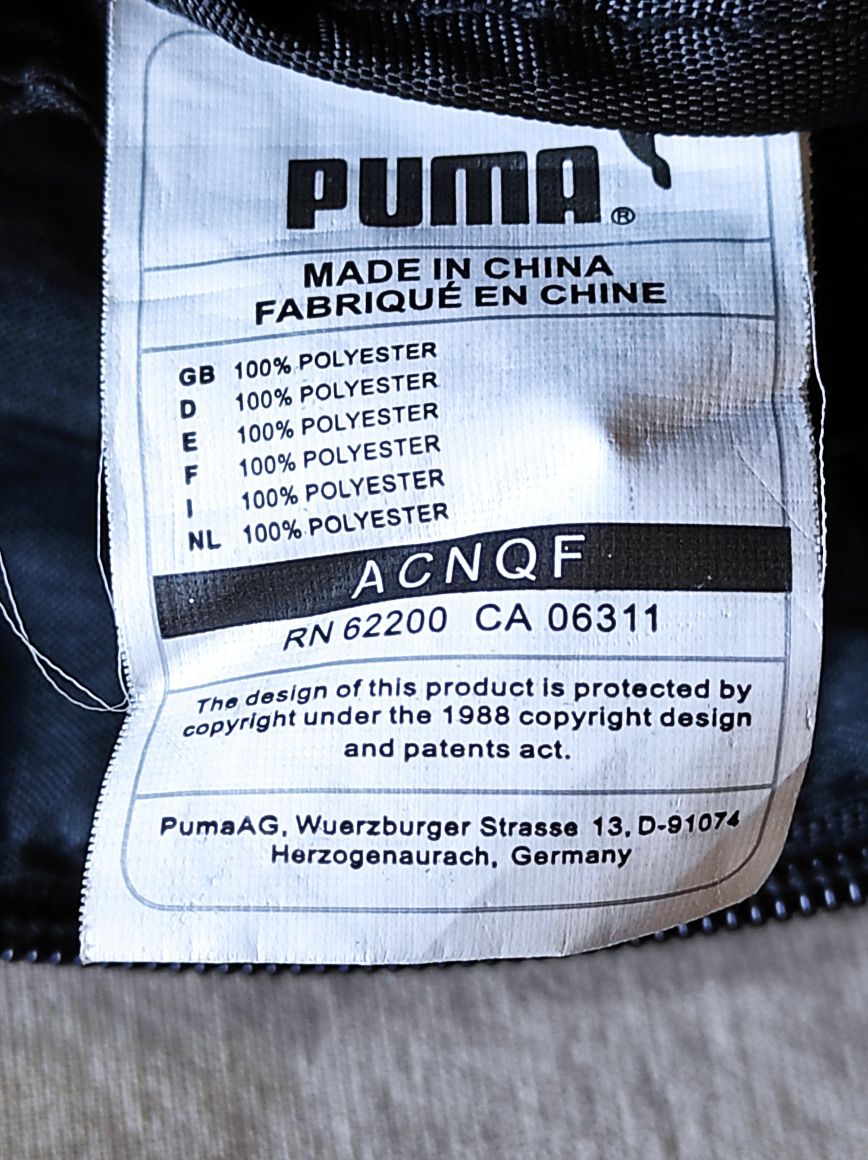 PUMA®
MADE IN CHINA
FABRIQUÉ EN CHINE
GB 100% POLYESTER
D 100% POLYESTER
E 100% POLYESTER
F 100% POLYESTER
I 100% POLYESTER
NL 100% POLYESTER
ACNQF
RN 62200 CA 06311
The design of this product is protected by
copyright under the 1988 copyright design
and patents act.
PumaAG, Wuerzburger Strasse 13, D-91074
Herzogenaurach, Germany